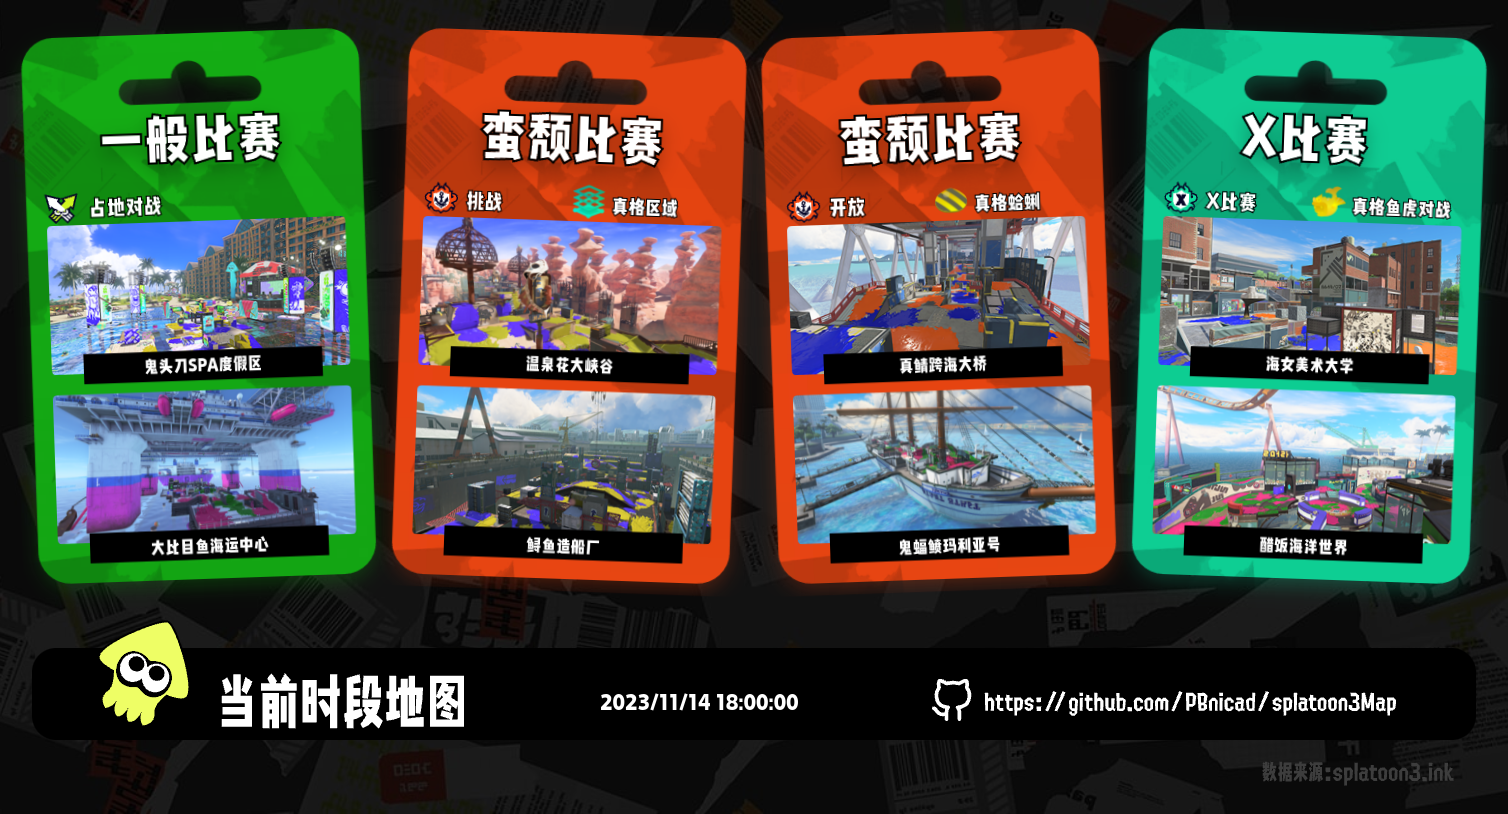 一般比赛
占地对战
鬼头刀SPA度假区
大比目鱼海运中心
蛮颓比赛
挑战
真格区域
温泉花大峡谷
鲟鱼造船厂
蛮颓比赛
开放
真格蛤蜊
真鲭跨海大桥
鬼蝠鲼玛利亚号
X比赛
X比赛
真格鱼虎对战
海女美术大学
醋饭海洋世界
当前时段地图
2023/11/14 18:00:00
https://github.com/PBnicad/splatoon3Map
数据来源:splatoon3.ink